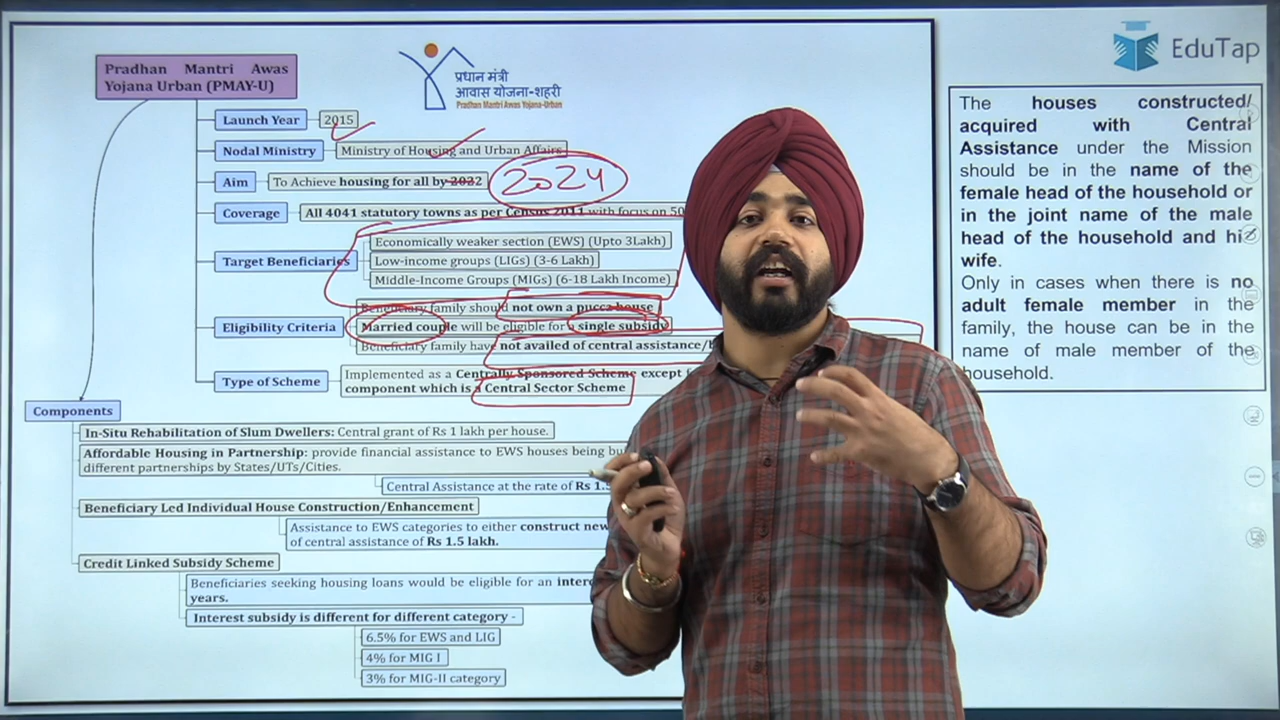 Pradhan Mantri Awas
Yojana Urban (PMAY-U)
प्रधान मंत्री
आवास योजना-शहरी
Pradhan Mantri Awas Yojana-Urban
EduTap
Launch Year
2015
Nodal Ministry
Ministry of Housing and Urban Affairs
Aim
To Achieve housing for all by 2022
2024
Coverage
All 4041 statutory towns as per Census 2011 with focus on 50
Target Beneficiaries
Economically weaker section (EWS) (Upto 3Lakh)
Low-income groups (LIGs) (3-6 Lakh)
Middle-Income Groups (MIGs) (6-18 Lakh Income)
Eligibility Criteria
Beneficiary family should not own a pucca house
Married couple will be eligible for a single subsidy
Beneficiary family have not availed of central assistance/
Type of Scheme
Implemented as a Centrally Sponsored Scheme except
component which is a Central Sector Scheme
Components
In-Situ Rehabilitation of Slum Dwellers: Central grant of Rs 1 lakh per house.
Affordable Housing in Partnership: provide financial assistance to EWS houses being
different partnerships by States/UTs/Cities.
Central Assistance at the rate of Rs
Beneficiary Led Individual House Construction/Enhancement
Assistance to EWS categories to either construct new
of central assistance of Rs 1.5 lakh.
Credit Linked Subsidy Scheme
Beneficiaries seeking housing loans would be eligible for an
years.
Interest subsidy is different for different category -
6.5% for EWS and LIG
4% for MIG I
3% for MIG-II category
The houses constructed/
acquired with Central
Assistance under the Mission
should be in the name of the
female head of the household or
in the joint name of the male
head of the household and his
wife.
Only in cases when there is no
adult female member in the
family, the house can be in the
name of male member of the
household.